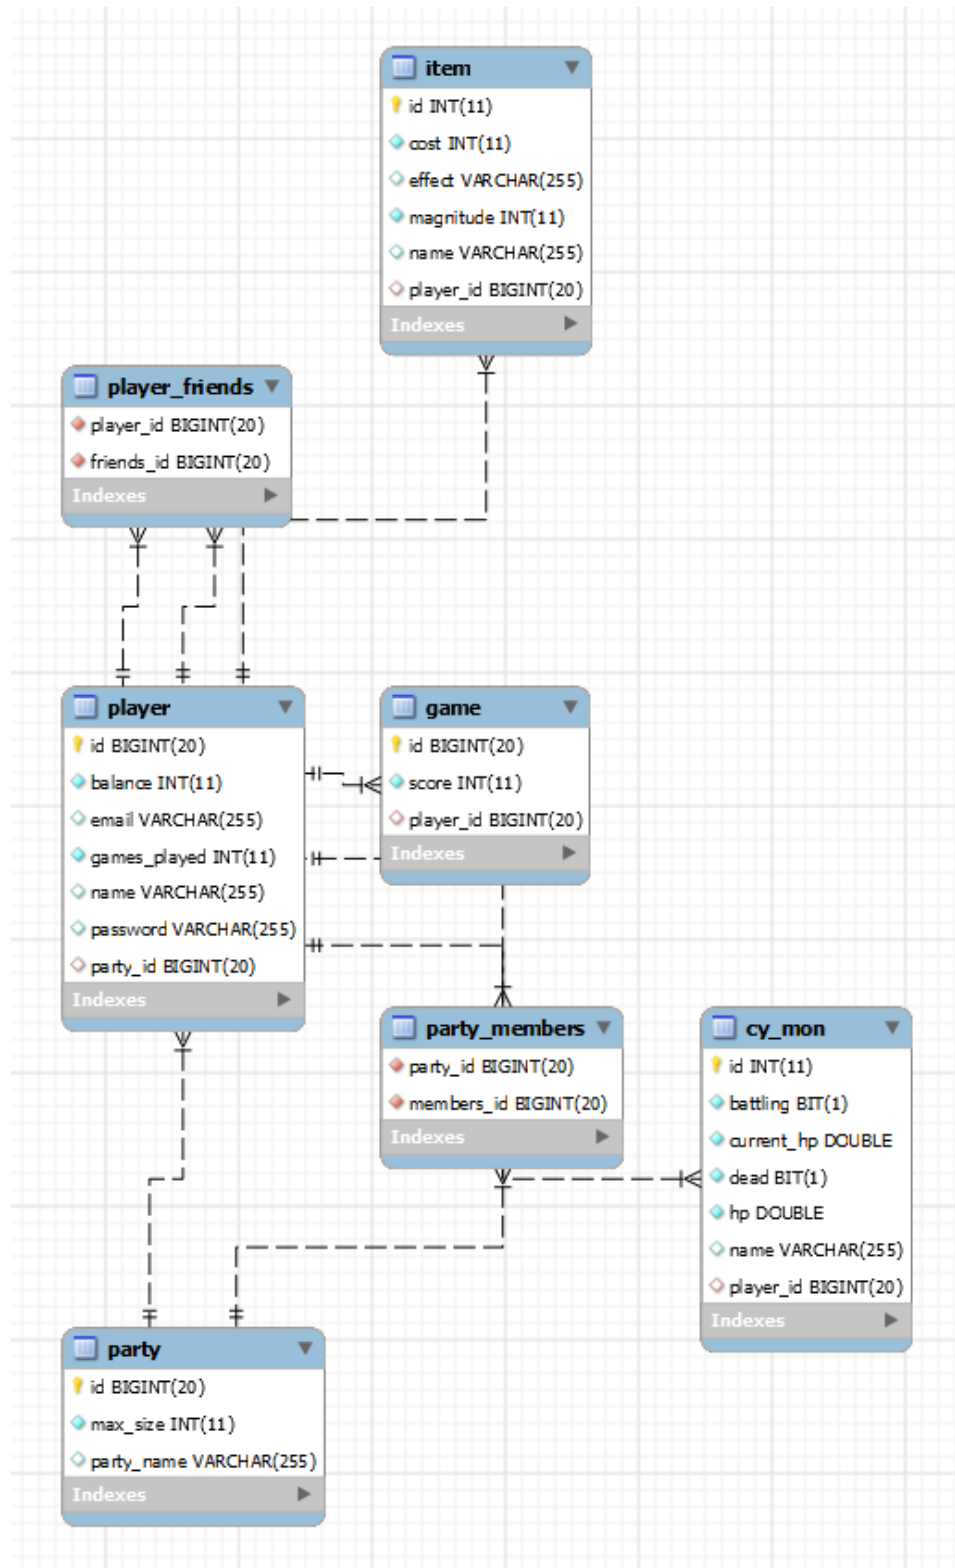 item
id INT(11)
cost INT(11)
effect VARCHAR(255)
magnitude INT(11)
name VARCHAR(255)
player_id BIGINT(20)
Indexes
player_friends
player_id BIGINT(20)
friends_id BIGINT(20)
Indexes
player
id BIGINT(20)
balance INT(11)
email VARCHAR(255)
games_played INT(11)
name VARCHAR(255)
password VARCHAR(255)
party_id BIGINT(20)
Indexes
game
id BIGINT(20)
score INT(11)
player_id BIGINT(20)
Indexes
party_members
party_id BIGINT(20)
members_id BIGINT(20)
Indexes
cy_mon
id INT(11)
battling BIT(1)
current_hp DOUBLE
dead BIT(1)
hp DOUBLE
name VARCHAR(255)
player_id BIGINT(20)
Indexes
party
id BIGINT(20)
max_size INT(11)
party_name VARCHAR(255)
Indexes